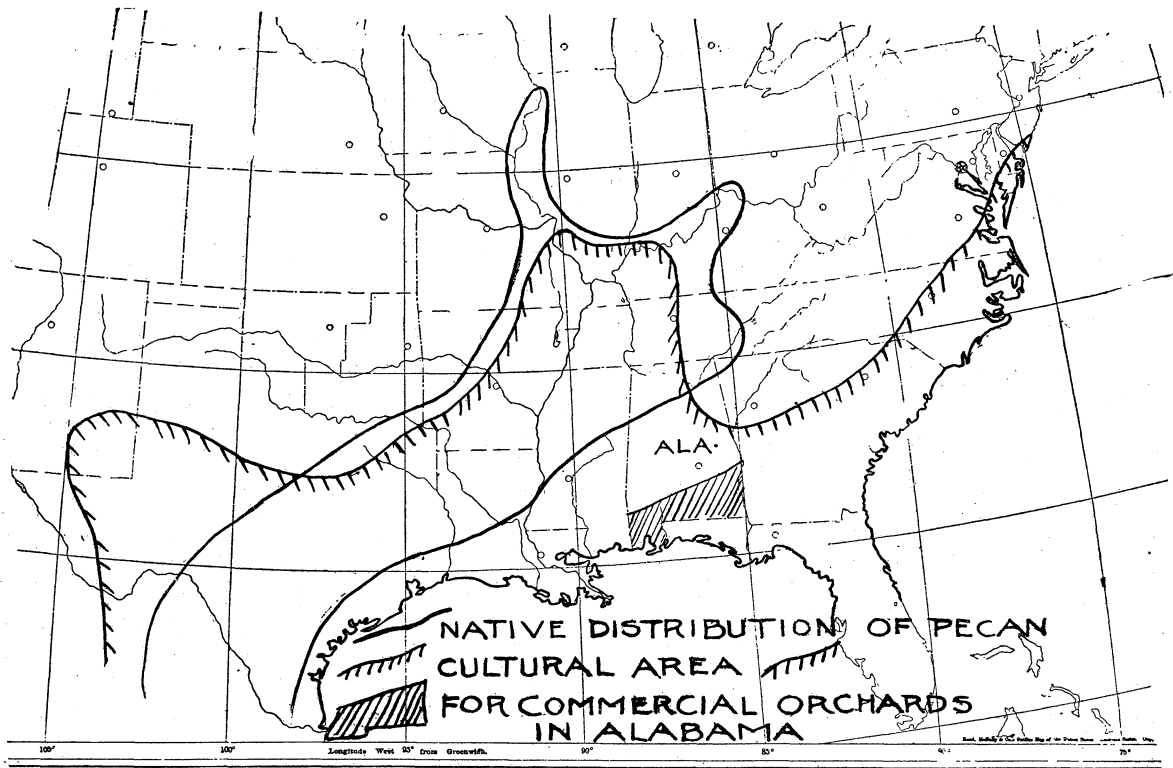 ALA.
NATIVE DISTRIBUTION OF PECAN
CULTURAL AREA
FOR COMMERCIAL ORCHARDS
IN ALABAMA
105° 100° Longitude West 95° from Greenwich. 90° 85° 75°